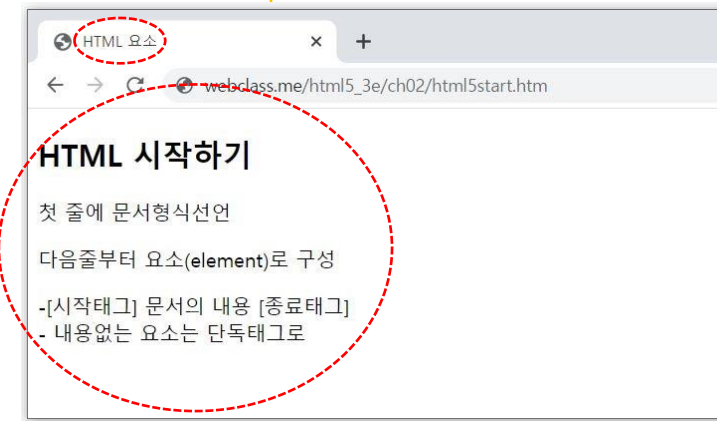 HTML 요소
webclass.me/html5_3e/ch02/html5start.htm
HTML 시작하기
첫 줄에 문서형식선언
다음줄부터 요소(element)로 구성
-[시작태그] 문서의 내용 [종료태그]
- 내용없는 요소는 단독태그로